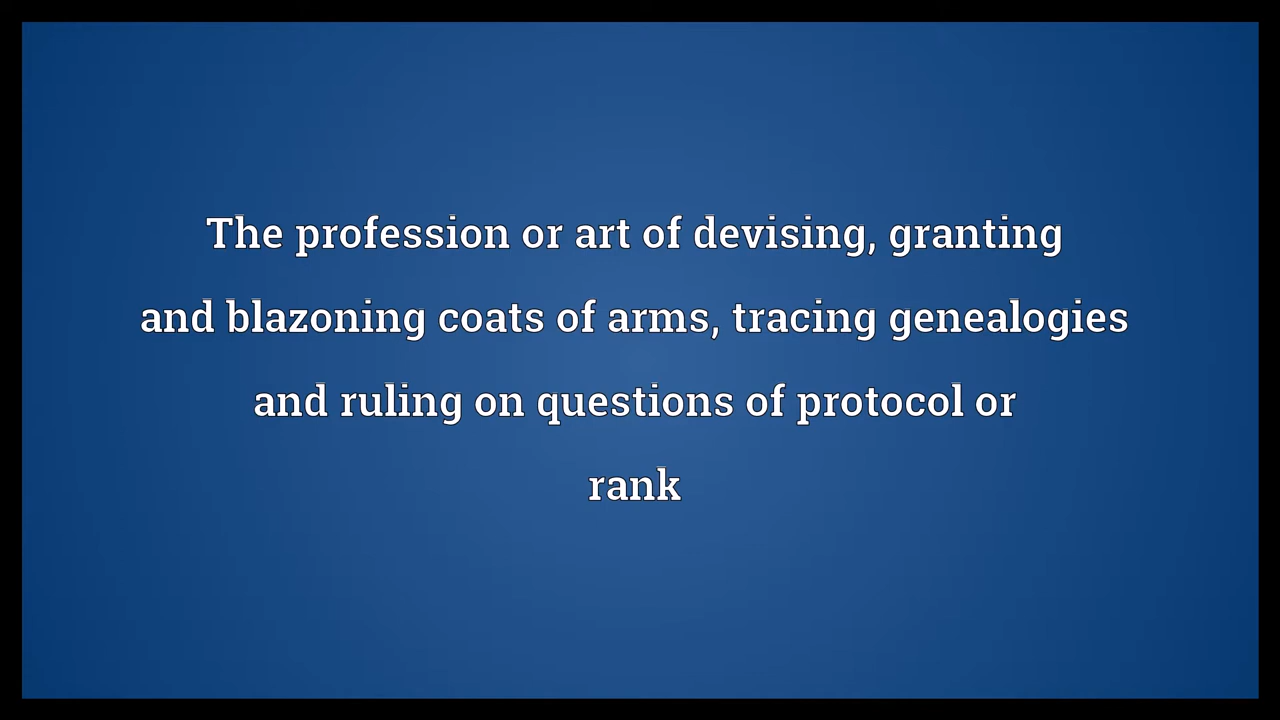 The profession or art of devising, granting
and blazoning coats of arms, tracing genealogies
and ruling on questions of protocol or
rank